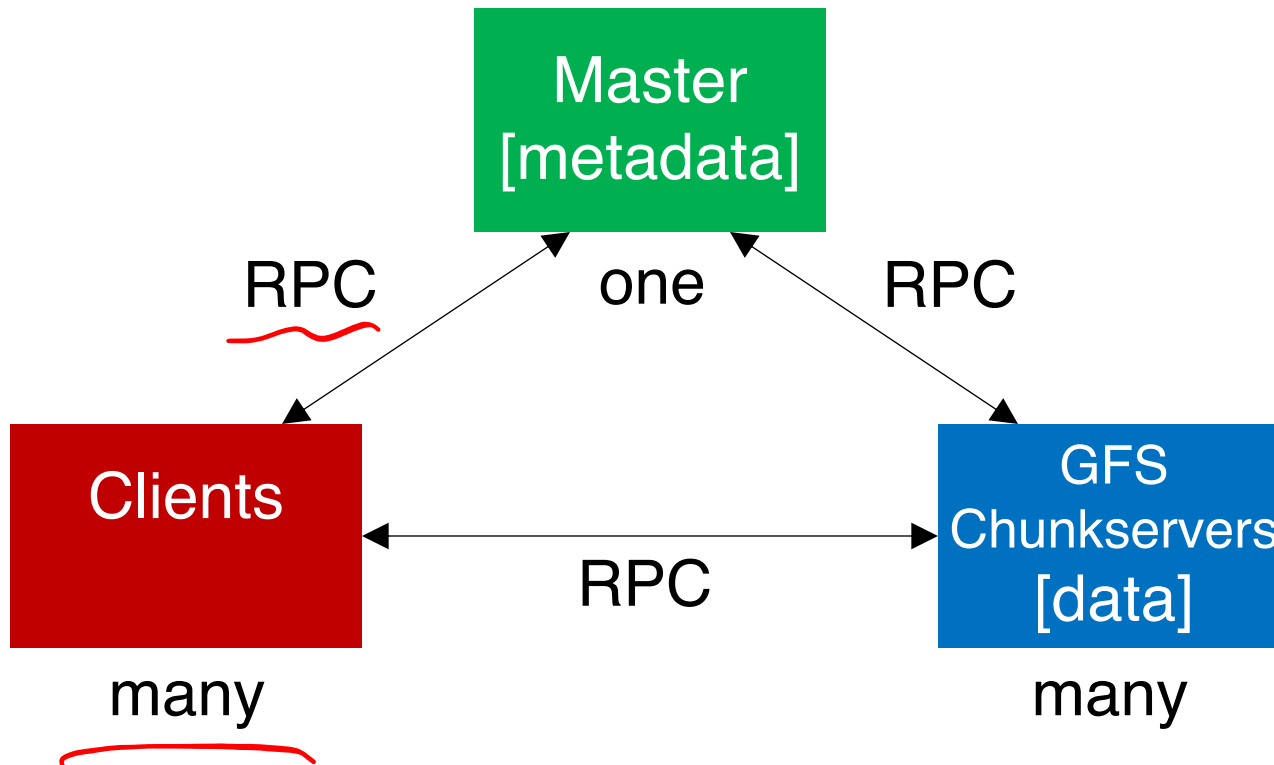 Master
[metadata]
RPC
one
RPC
Clients
GFS
Chunkservers
[data]
RPC
many
many